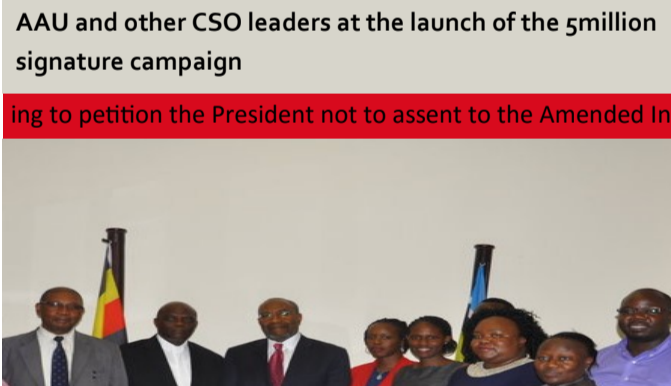 AAU and other CSO leaders at the launch of the 5million
signature campaign
ing to petition the President not to assent to the Amended In